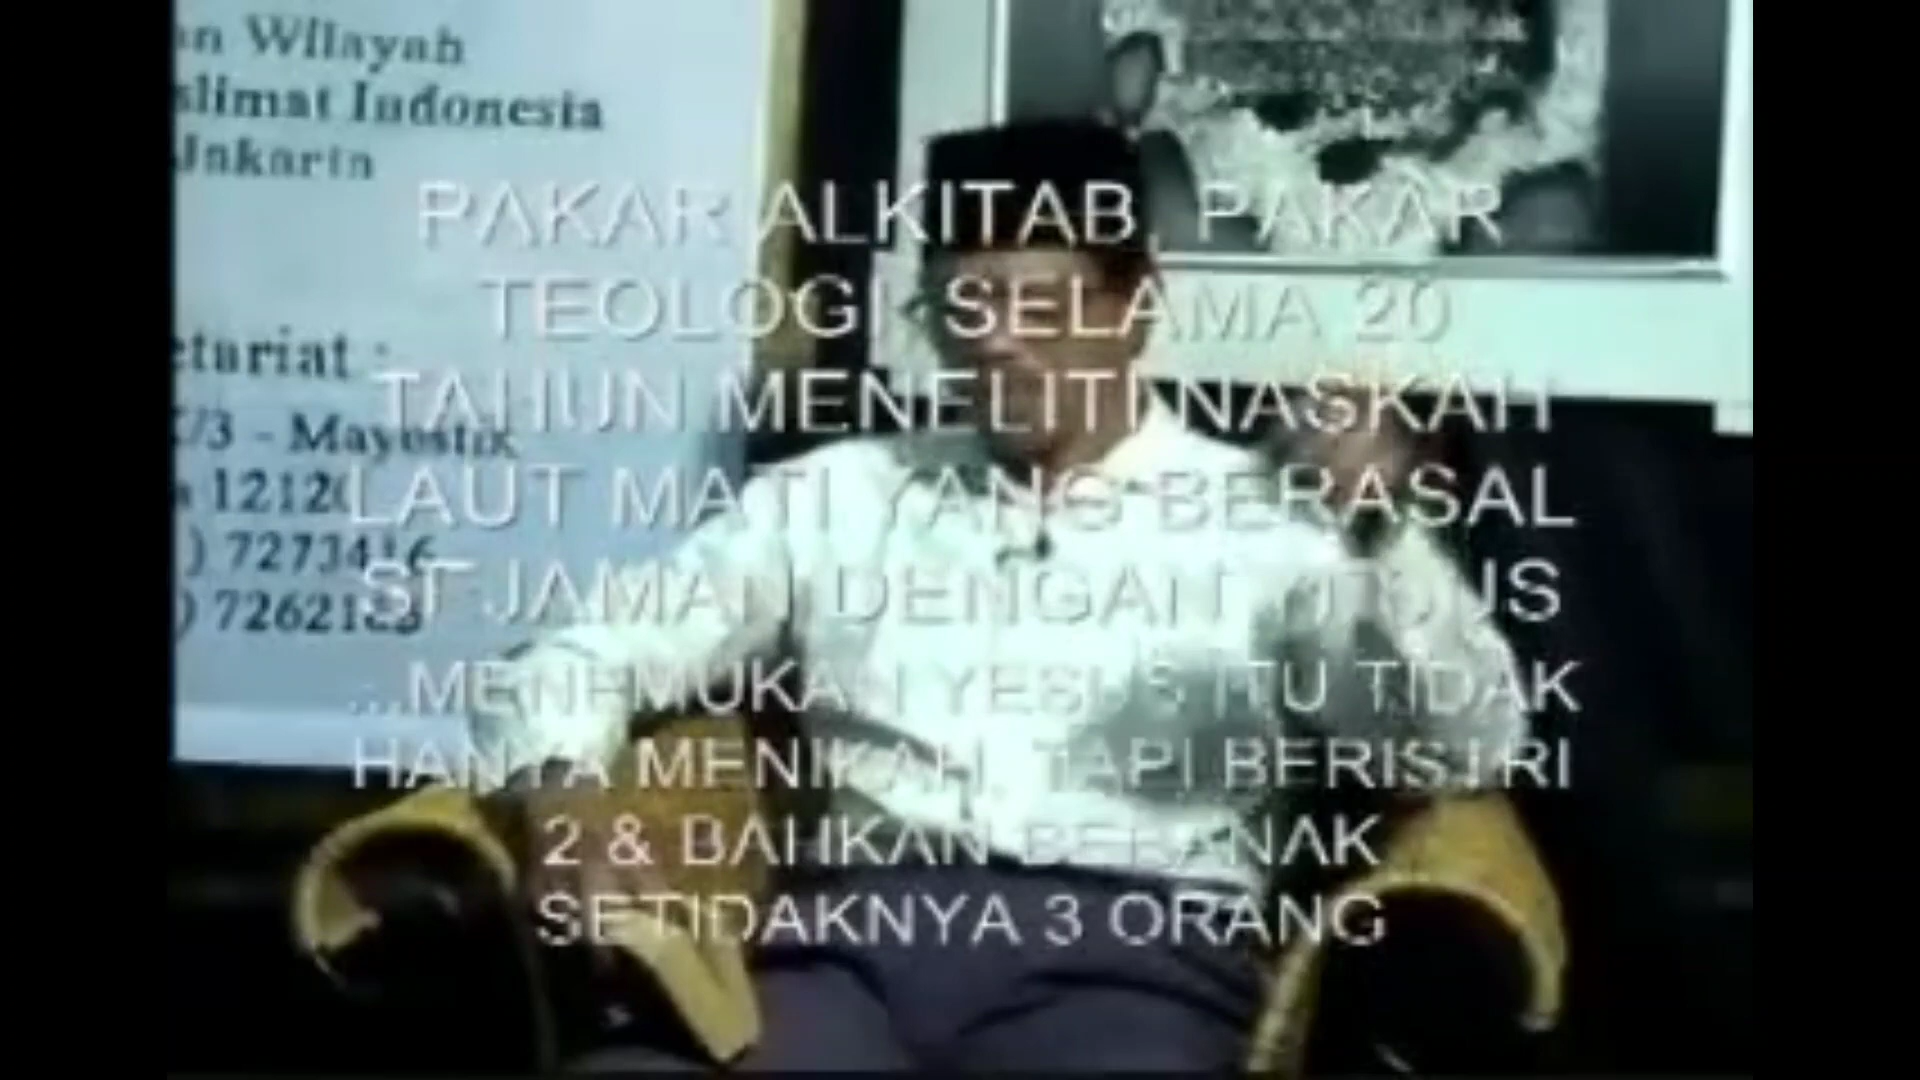 an Wilayah
slimat Indonesia
Jakarta
etariat :
/3 - Mayestik
12120
) 7273416
) 7262183
PAKAR ALKITAB, PAKAR
TEOLOGI, SELAMA 20
TAHUN MENELITI NASKAH
LAUT MATI YANG BERASAL
SE JAMAN DENGAN
...MENEMUKAN YESUS ITU TIDAK
HANYA MENIKAH, TAPI BERISTRI
2 & BAHKAN BERANAK
SETIDAKNYA 3 ORANG